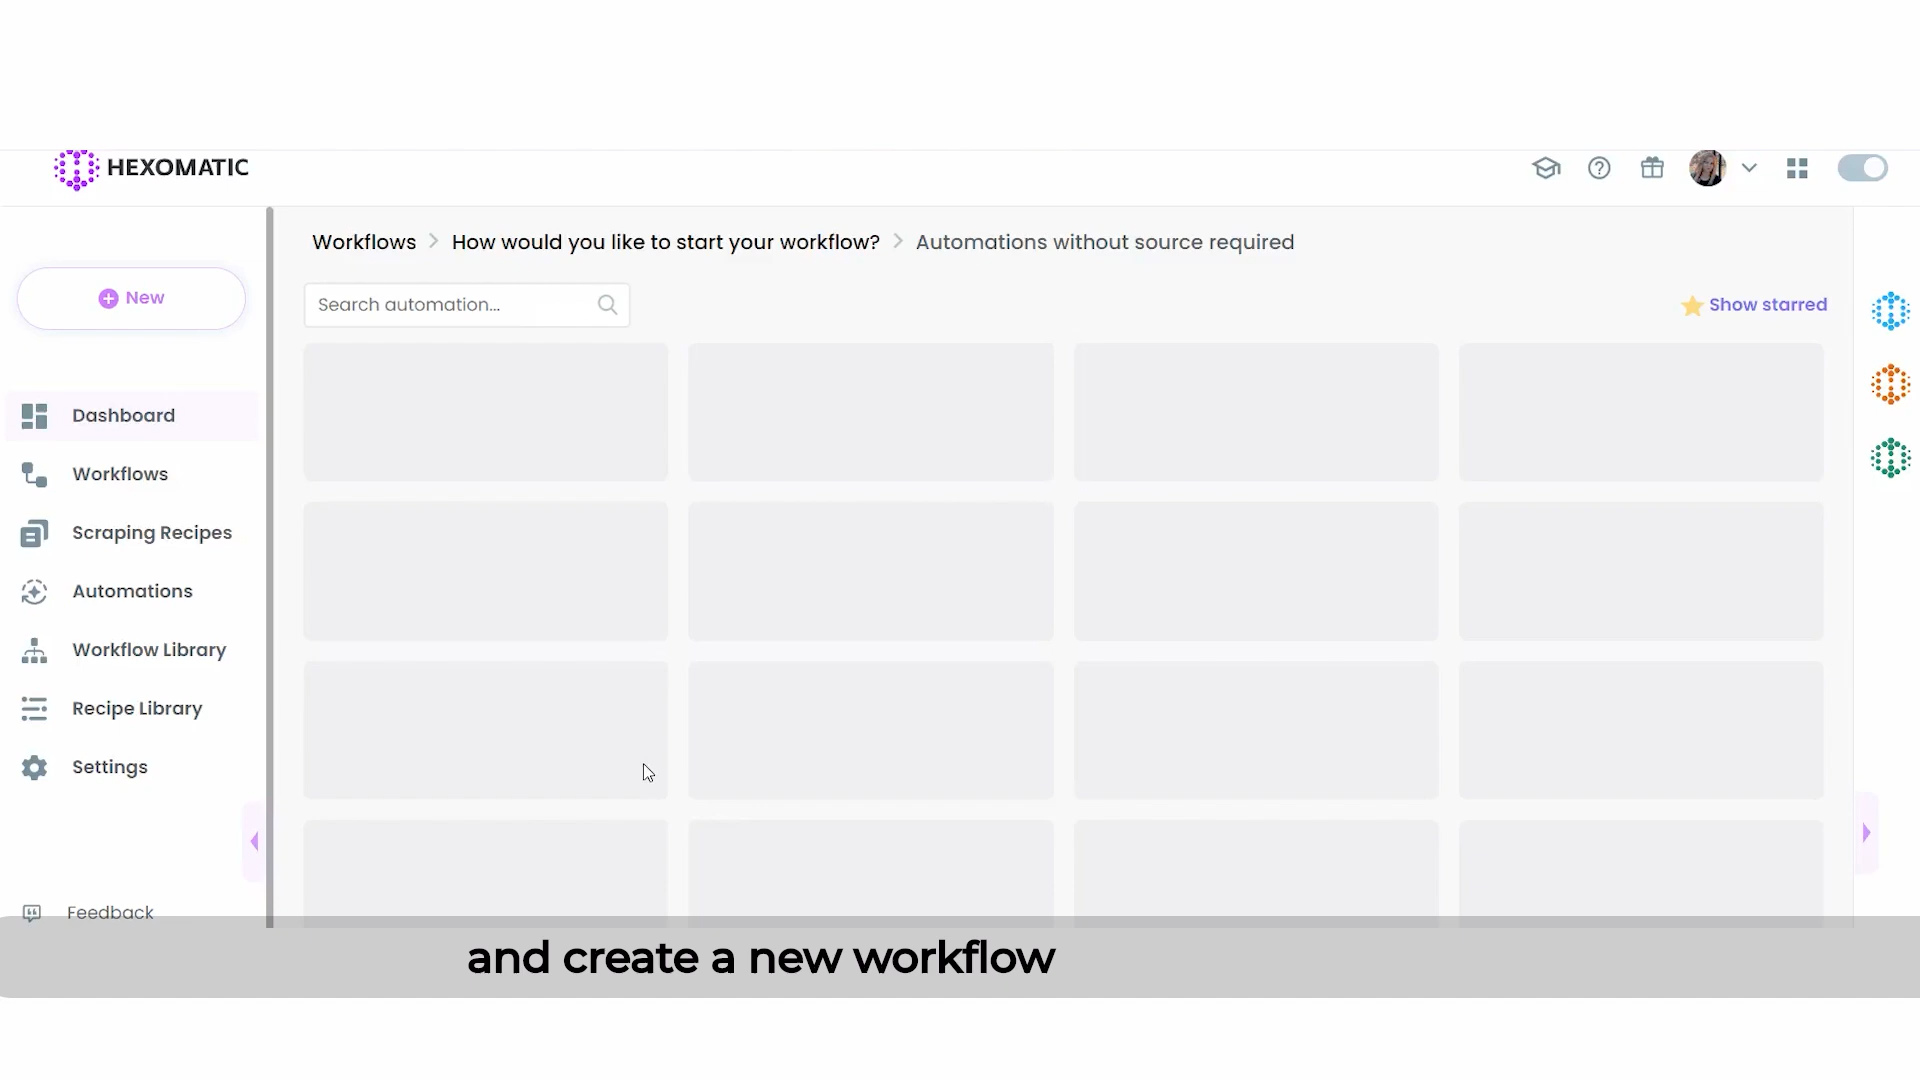 HEXOMATIC
Workflows > How would you like to start your workflow? > Automations without source required
New
Search automation...
Show starred
Dashboard
Workflows
Scraping Recipes
Automations
Workflow Library
Recipe Library
Settings
Feedback
and create a new workflow